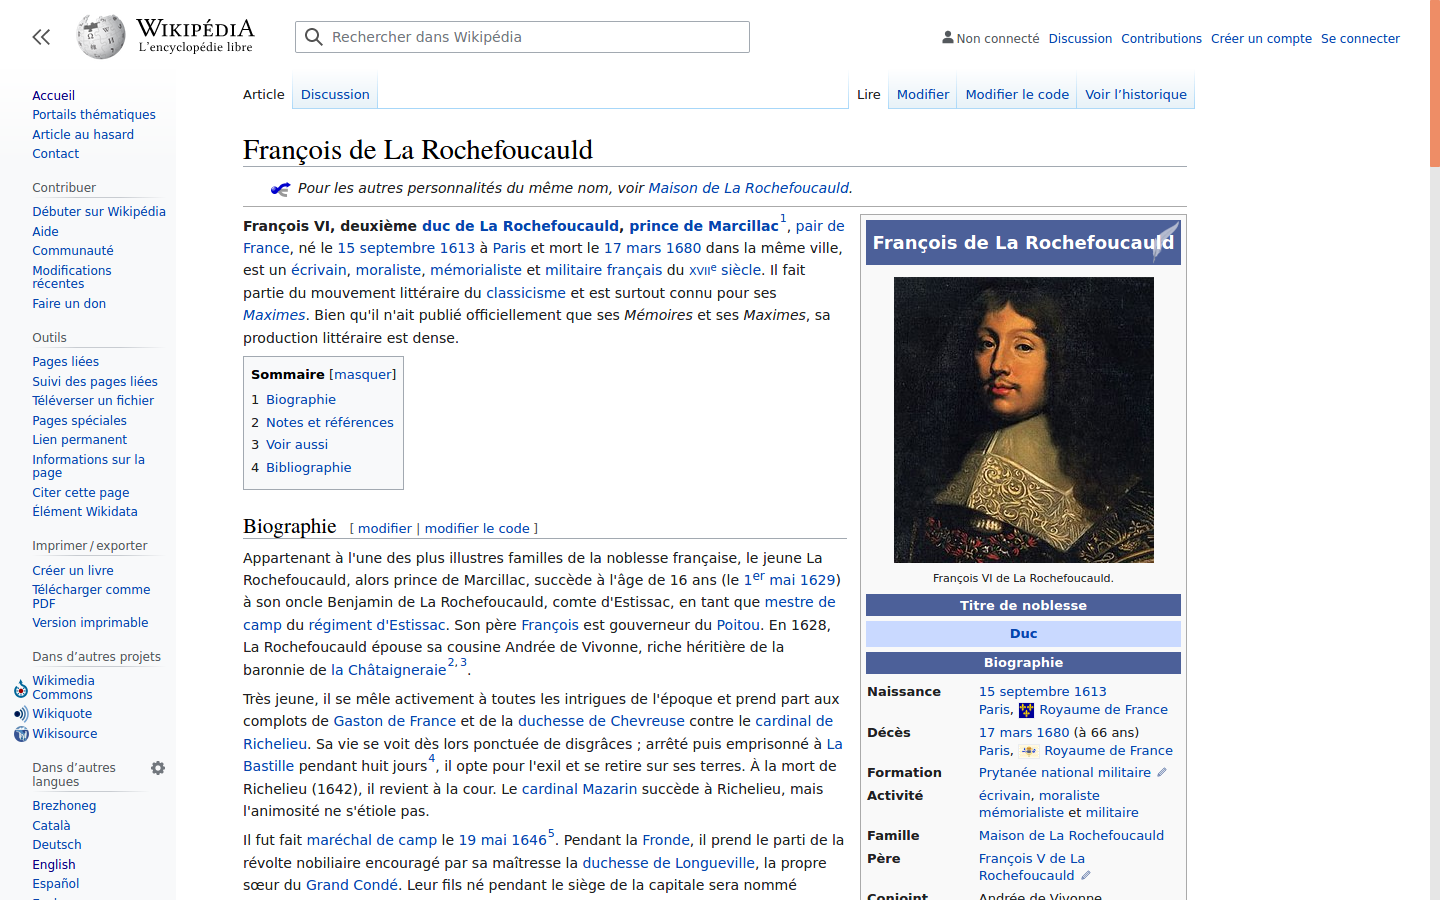 WIKIPÉDIA
L'encyclopédie libre
Rechercher dans Wikipédia
Non connecté Discussion Contributions Créer un compte Se connecter
Accueil
Portails thématiques
Article au hasard
Contact
Contribuer
Débuter sur Wikipédia
Aide
Communauté
Modifications
récentes
Faire un don
Outils
Pages liées
Suivi des pages liées
Téléverser un fichier
Pages spéciales
Lien permanent
Informations sur la
page
Citer cette page
Élément Wikidata
Imprimer / exporter
Créer un livre
Télécharger comme
PDF
Version imprimable
Dans d'autres projets
Wikimedia
Commons
Wikiquote
Wikisource
Dans d'autres
langues
Brezhoneg
Català
Deutsch
English
Español
Article Discussion
Lire Modifier Modifier le code Voir l'historique
François de La Rochefoucauld
Pour les autres personnalités du même nom, voir Maison de La Rochefoucauld.
François VI, deuxième duc de La Rochefoucauld, prince de Marcillac1, pair de
France, né le 15 septembre 1613 à Paris et mort le 17 mars 1680 dans la même ville,
est un écrivain, moraliste, mémorialiste et militaire français du XVIIe siècle. Il fait
partie du mouvement littéraire du classicisme et est surtout connu pour ses
Maximes. Bien qu'il n'ait publié officiellement que ses Mémoires et ses Maximes, sa
production littéraire est dense.
Sommaire [masquer]
1 Biographie
2 Notes et références
3 Voir aussi
4 Bibliographie
Biographie [ modifier | modifier le code ]
Appartenant à l'une des plus illustres familles de la noblesse française, le jeune La
Rochefoucauld, alors prince de Marcillac, succède à l'âge de 16 ans (le 1er mai 1629)
à son oncle Benjamin de La Rochefoucauld, comte d'Estissac, en tant que mestre de
camp du régiment d'Estissac. Son père François est gouverneur du Poitou. En 1628,
La Rochefoucauld épouse sa cousine Andrée de Vivonne, riche héritière de la
baronnie de la Châtaigneraie2, 3.
Très jeune, il se mêle activement à toutes les intrigues de l'époque et prend part aux
complots de Gaston de France et de la duchesse de Chevreuse contre le cardinal de
Richelieu. Sa vie se voit dès lors ponctuée de disgrâces ; arrêté puis emprisonné à La
Bastille pendant huit jours4, il opte pour l'exil et se retire sur ses terres. À la mort de
Richelieu (1642), il revient à la cour. Le cardinal Mazarin succède à Richelieu, mais
l'animosité ne s'étiole pas.
Il fut fait maréchal de camp le 19 mai 16465. Pendant la Fronde, il prend le parti de la
révolte nobiliaire encouragé par sa maîtresse la duchesse de Longueville, la propre
sœur du Grand Condé. Leur fils né pendant le siège de la capitale sera nommé
François de La Rochefoucauld
François VI de La Rochefoucauld.
Titre de noblesse
Duc
Biographie
Naissance 15 septembre 1613
Paris, Royaume de France
Décès 17 mars 1680 (à 66 ans)
Paris, Royaume de France
Formation Prytanée national militaire
Activité écrivain, moraliste
mémorialiste et militaire
Famille Maison de La Rochefoucauld
Père François V de La
Rochefoucauld
Conjoint Andrée de Vivonne